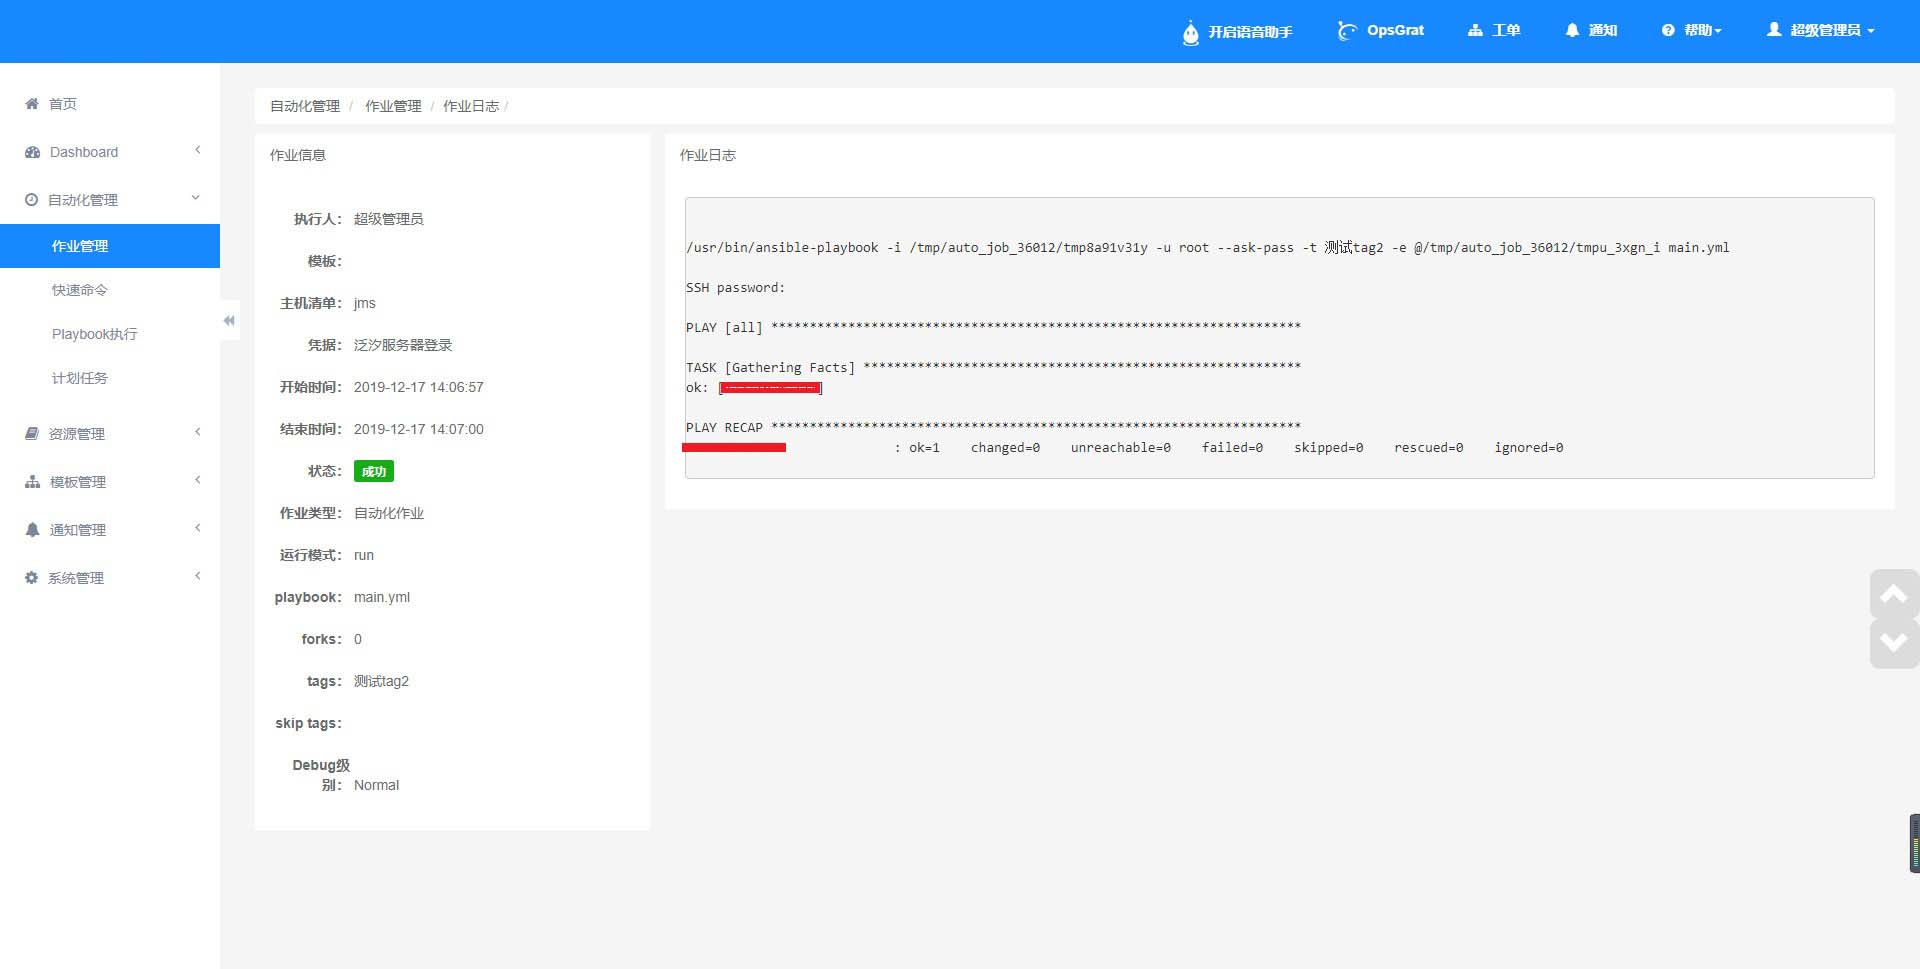 开启语音助手
OpsGrat
工单
通知
帮助
超级管理员
首页
Dashboard
自动化管理
作业管理
快速命令
Playbook执行
计划任务
资源管理
模板管理
通知管理
系统管理
自动化管理 / 作业管理 / 作业日志 /
作业信息
执行人: 超级管理员
模板:
主机清单: jms
凭据: 泛汐服务器登录
开始时间: 2019-12-17 14:06:57
结束时间: 2019-12-17 14:07:00
状态: 成功
作业类型: 自动化作业
运行模式: run
playbook: main.yml
forks: 0
tags: 测试tag2
skip tags:
Debug级
别: Normal
作业日志
/usr/bin/ansible-playbook -i /tmp/auto_job_36012/tmp8a91v31y -u root --ask-pass -t 测试tag2 -e @/tmp/auto_job_36012/tmpu_3xgn_i main.yml
SSH password:
PLAY [all] *********************************************************************
TASK [Gathering Facts] *********************************************************
ok: [ ]
PLAY RECAP *********************************************************************
: ok=1 changed=0 unreachable=0 failed=0 skipped=0 rescued=0 ignored=0